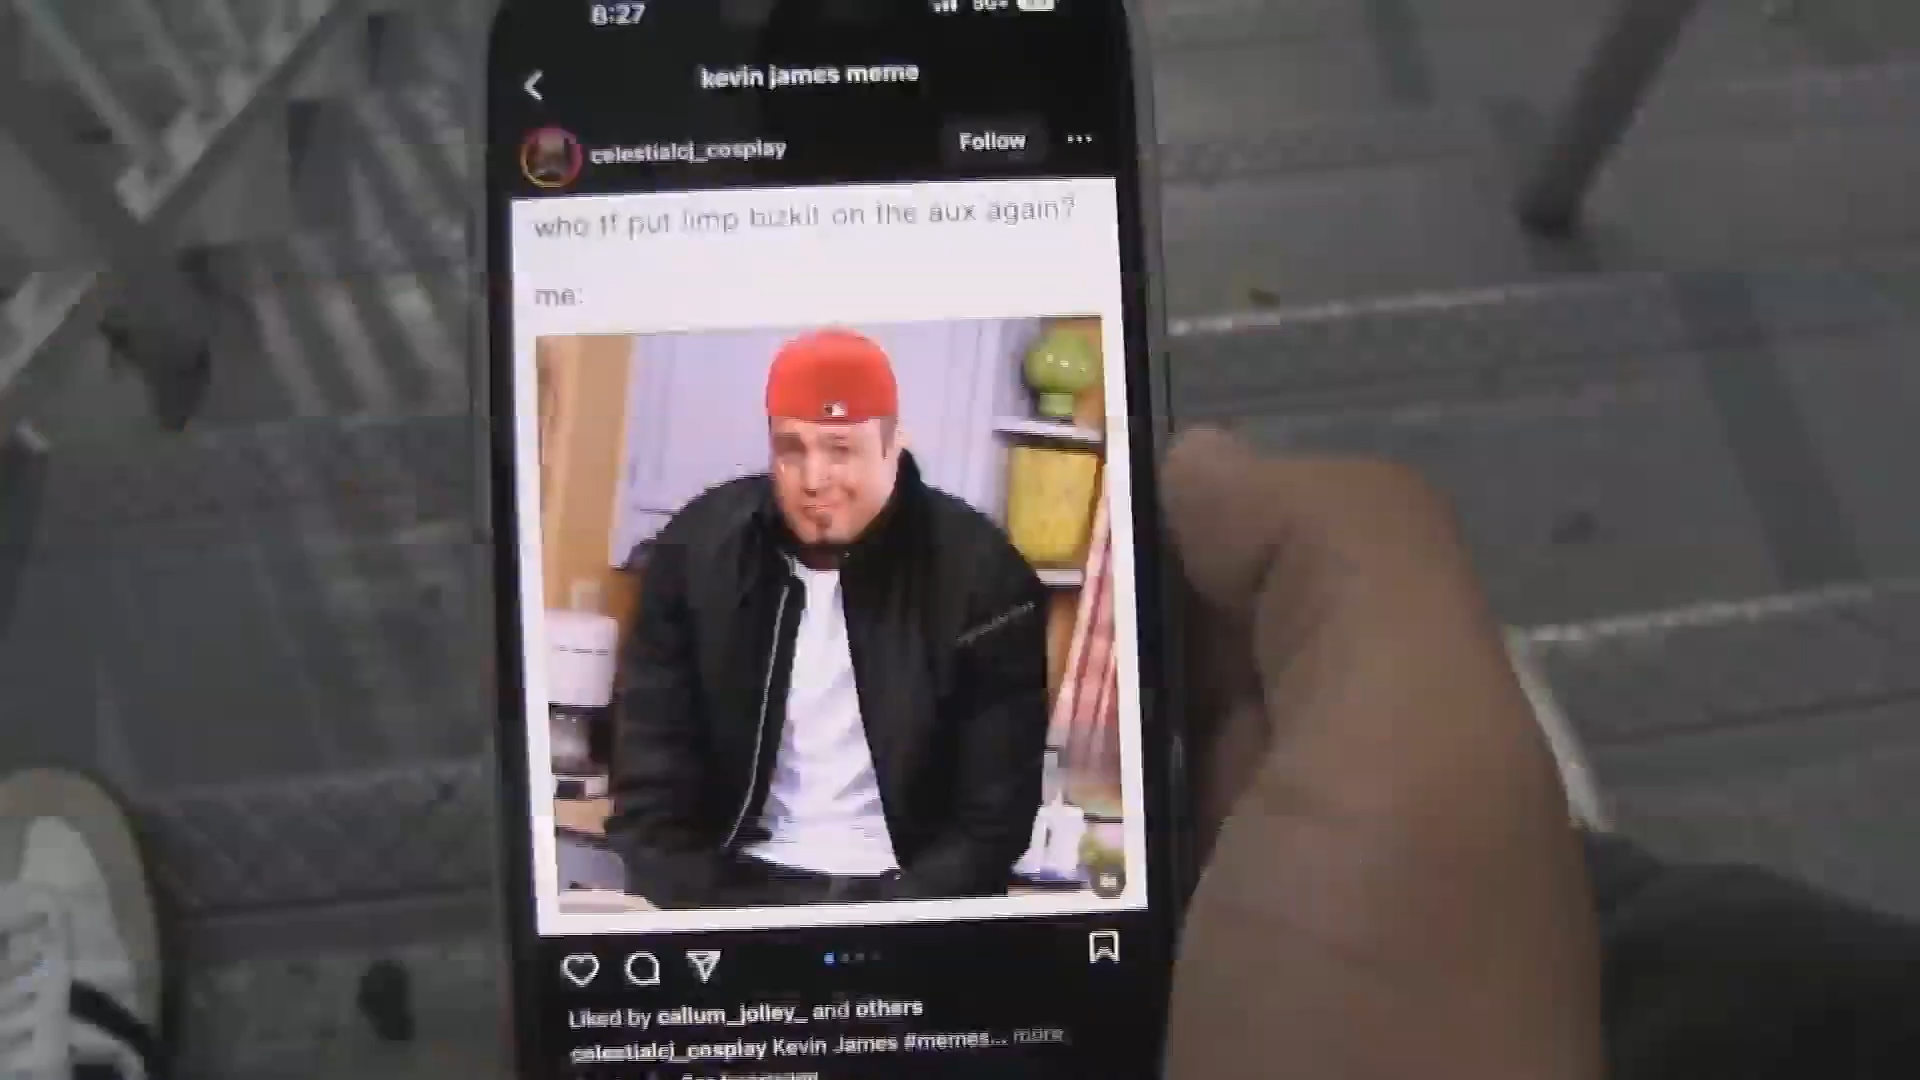 8:27
5G+
kevin james meme
celestialcj_cosplay
Follow
who tf put limp bizkit on the aux again?
me:
Liked by callum_jolley_ and others
celestialcj_cosplay Kevin James #memes... more